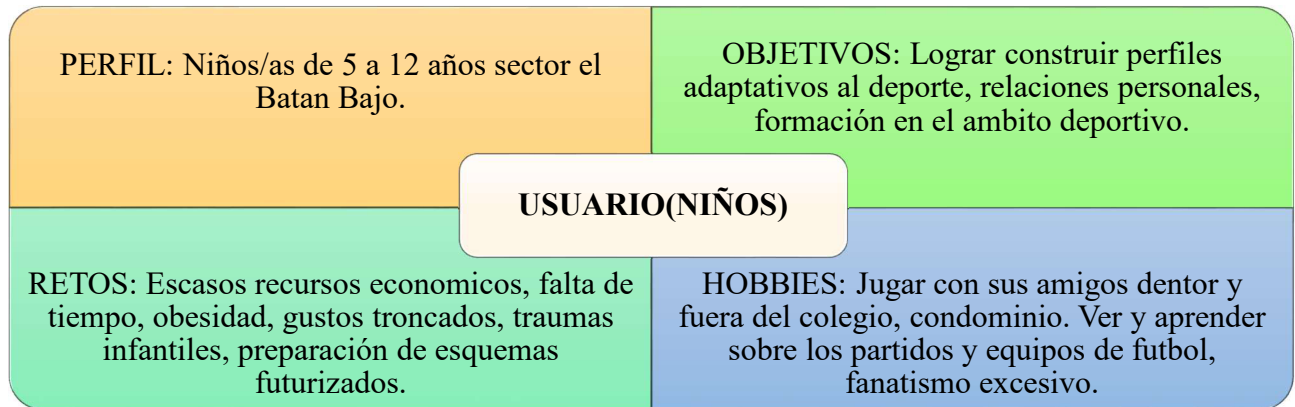 PERFIL: Niños/as de 5 a 12 años sector el
Batan Bajo.
OBJETIVOS: Lograr construir perfiles
adaptativos al deporte, relaciones personales,
formación en el ambito deportivo.
USUARIO(NIÑOS)
RETOS: Escasos recursos economicos, falta de
tiempo, obesidad, gustos troncados, traumas
infantiles, preparación de esquemas
futurizados.
HOBBIES: Jugar con sus amigos dentor y
fuera del colegio, condominio. Ver y aprender
sobre los partidos y equipos de futbol,
fanatismo excesivo.